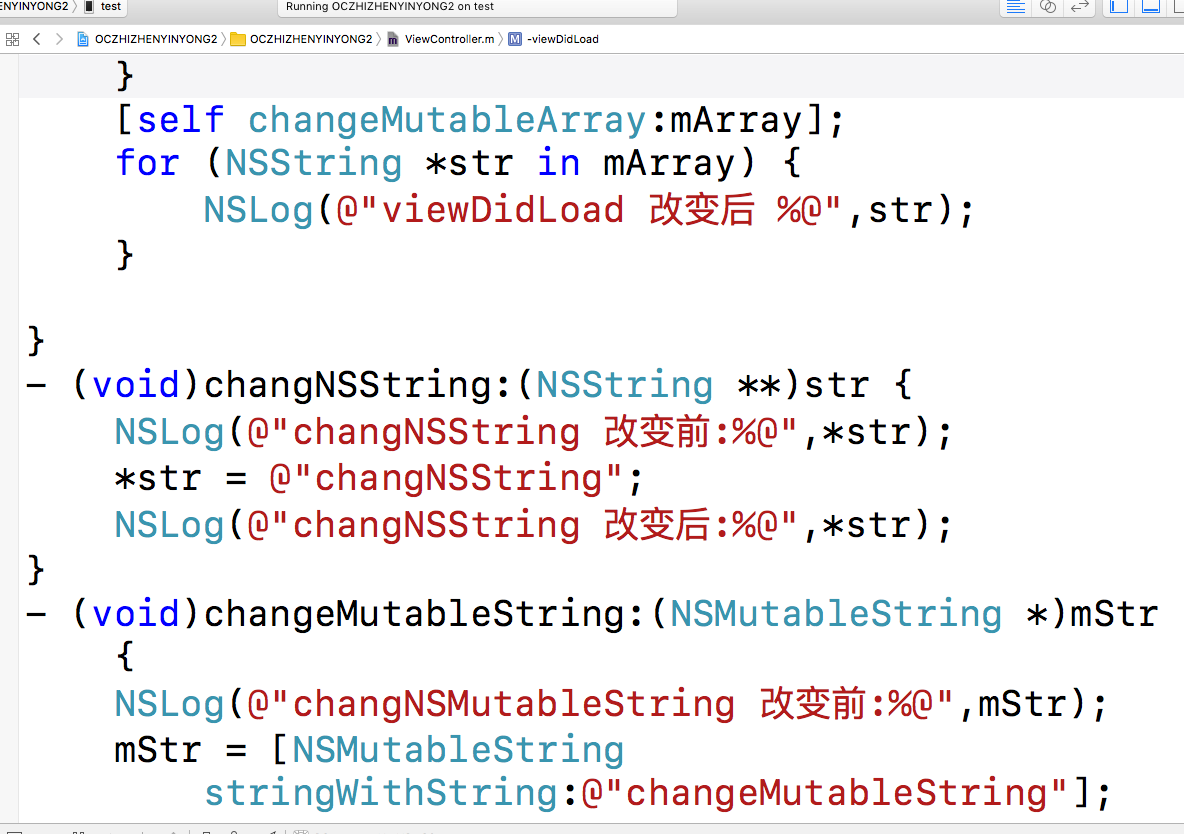 ENYINYONG2 〉 test
Running OCZHIZHENYINYONG2 on test
OCZHIZHENYINYONG2 〉 OCZHIZHENYINYONG2 〉 ViewController.m 〉 M -viewDidLoad
}
[self changeMutableArray:mArray];
for (NSString *str in mArray) {
NSLog(@"viewDidLoad 改变后 %@",str);
}
}
- (void)changNSString:(NSString **)str {
NSLog(@"changNSString 改变前:%@",*str);
*str = @"changNSString";
NSLog(@"changNSString 改变后:%@",*str);
}
- (void)changeMutableString:(NSMutableString *)mStr
{
NSLog(@"changNSMutableString 改变前:%@",mStr);
mStr = [NSMutableString
stringWithString:@"changeMutableString"];